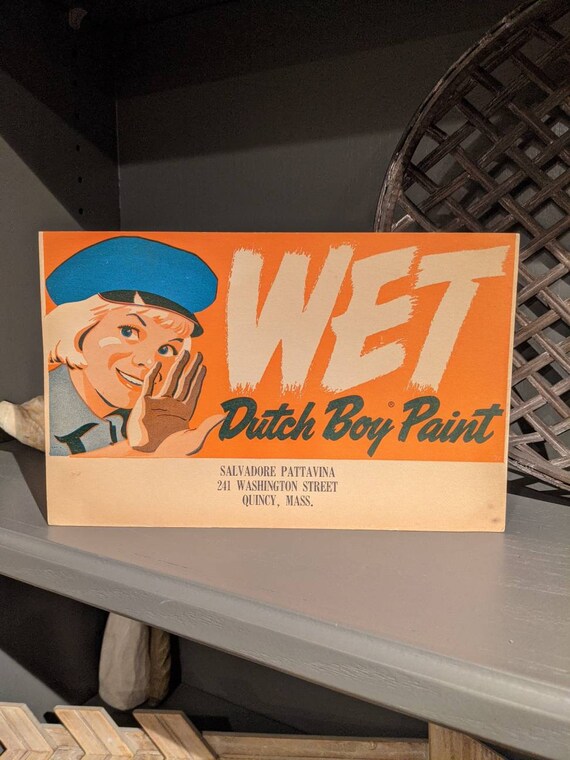 WET
Dutch Boy® Paint
SALVADORE PATTAVINA
241 WASHINGTON STREET
QUINCY, MASS.